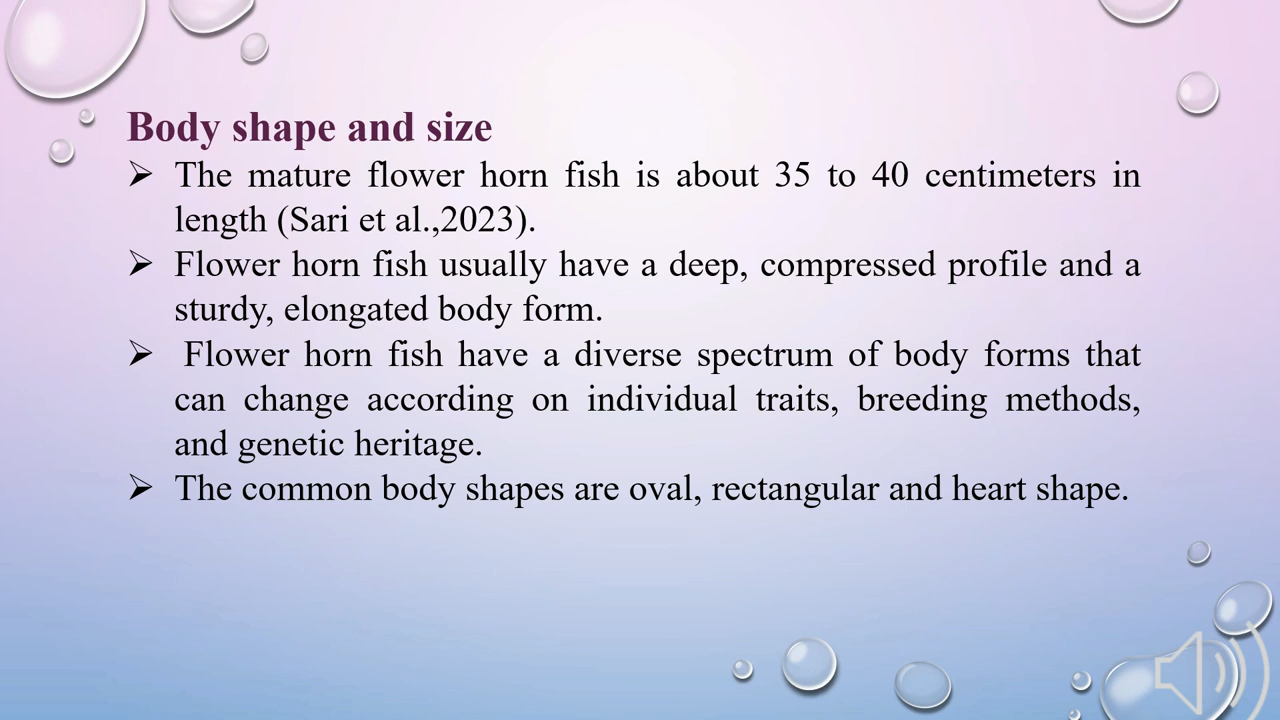 Body shape and size
➢ The mature flower horn fish is about 35 to 40 centimeters in
length (Sari et al.,2023).
➢ Flower horn fish usually have a deep, compressed profile and a
sturdy, elongated body form.
➢ Flower horn fish have a diverse spectrum of body forms that
can change according on individual traits, breeding methods,
and genetic heritage.
➢ The common body shapes are oval, rectangular and heart shape.